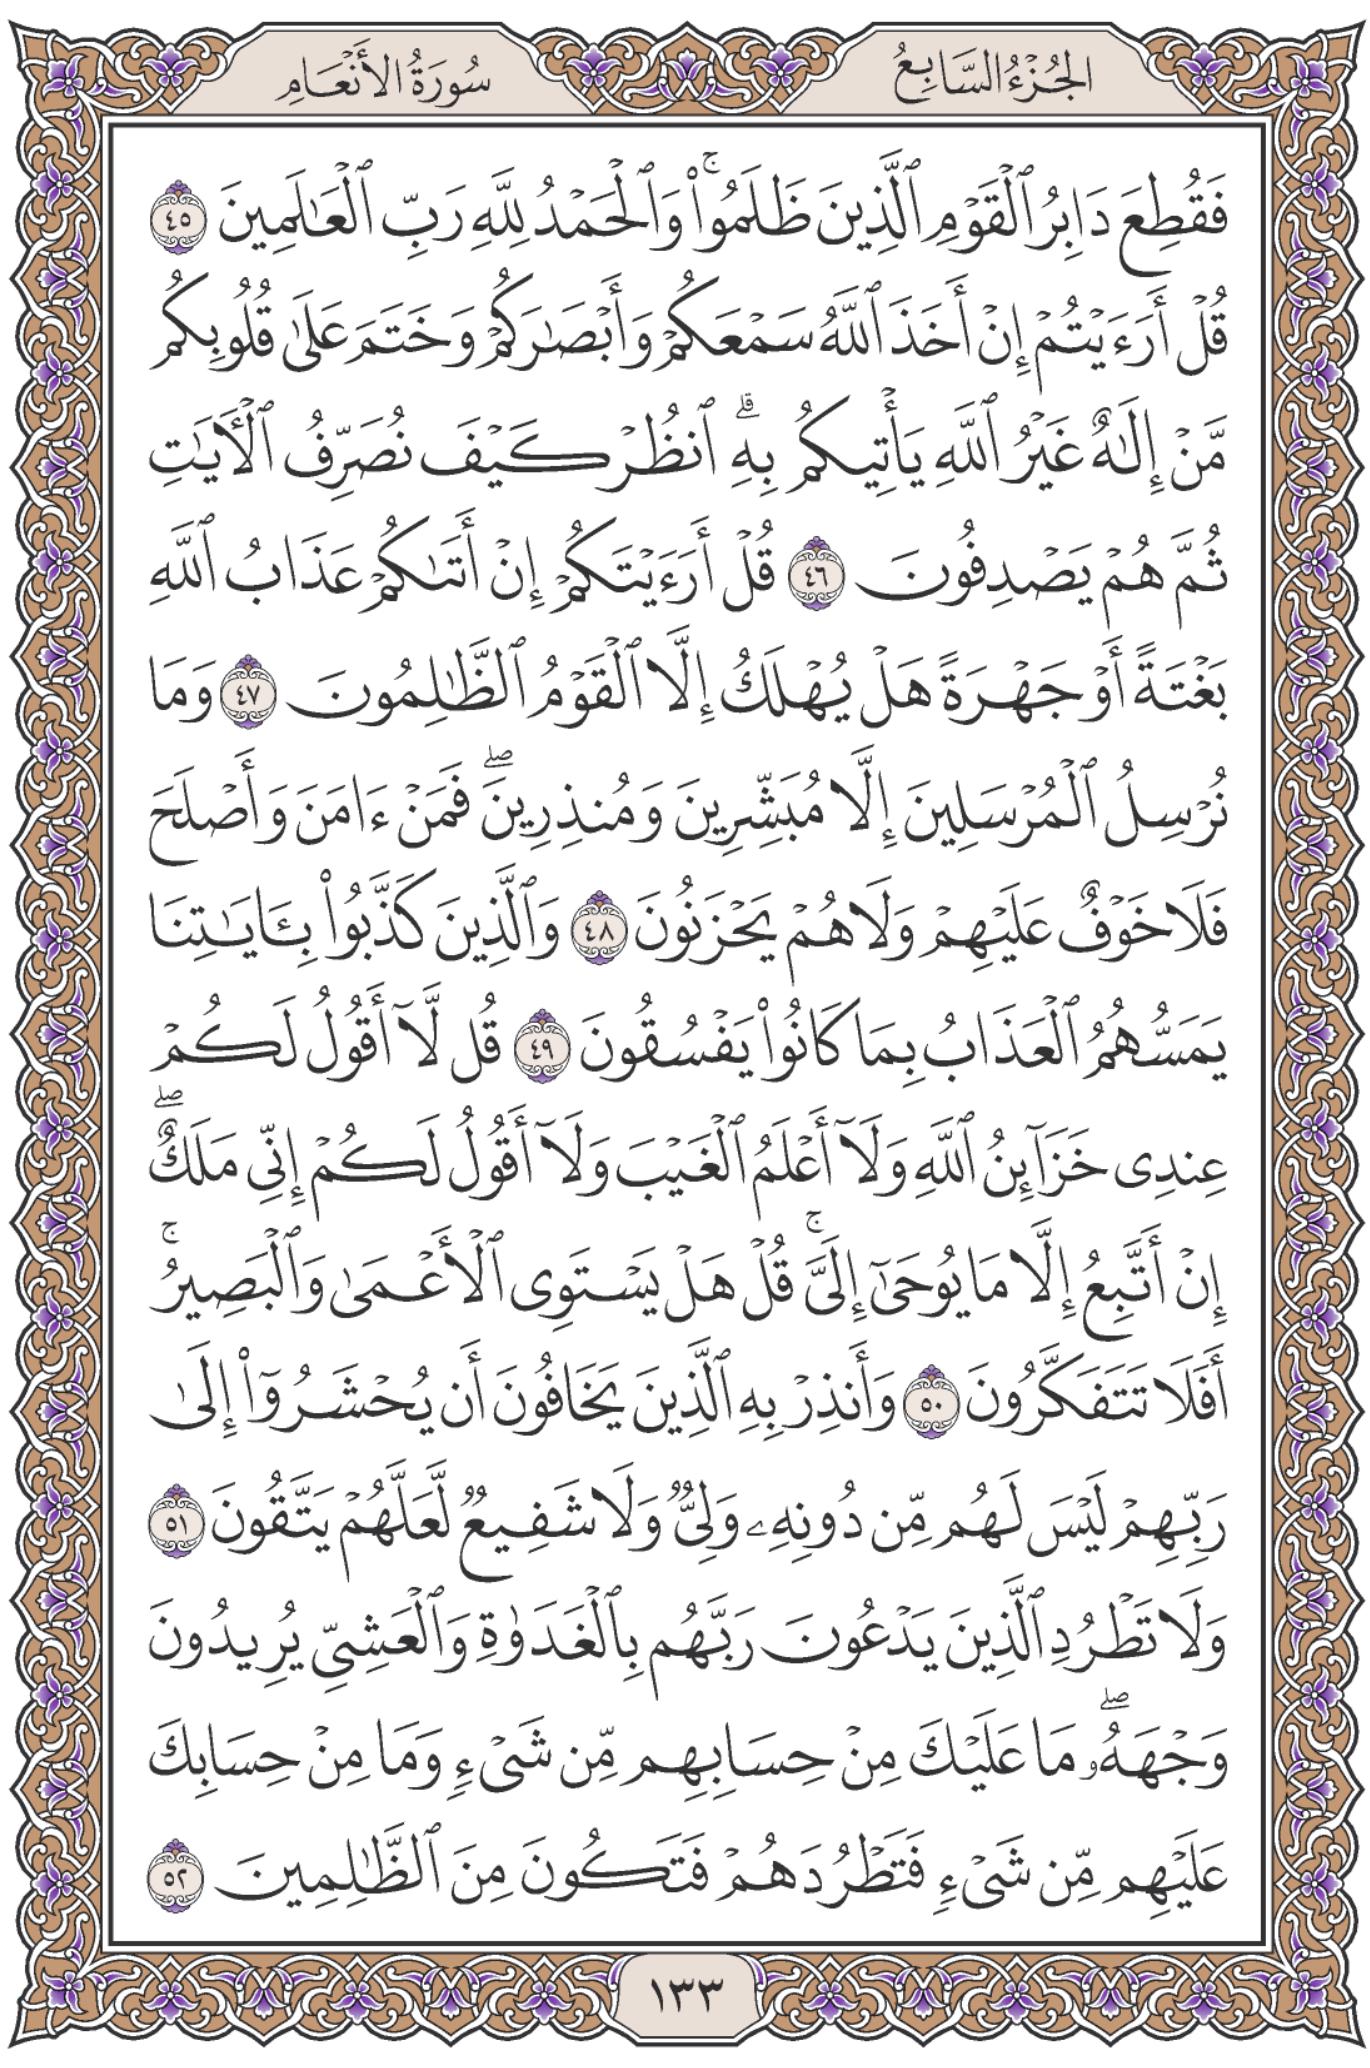 الجُزْءُ السَّابِعُ
سُورَةُ الأَنْعَامِ
فَقُطِعَ دَابِرُ ٱلۡقَوۡمِ ٱلَّذِينَ ظَلَمُواْۚ وَٱلۡحَمۡدُ لِلَّهِ رَبِّ ٱلۡعَٰلَمِينَ ٤٥
قُلۡ أَرَءَيۡتُمۡ إِنۡ أَخَذَ ٱللَّهُ سَمۡعَكُمۡ وَأَبۡصَٰرَكُمۡ وَخَتَمَ عَلَىٰ قُلُوبِكُم
مَّنۡ إِلَٰهٌ غَيۡرُ ٱللَّهِ يَأۡتِيكُم بِهِۗ ٱنظُرۡ كَيۡفَ نُصَرِّفُ ٱلۡأٓيَٰتِ
ثُمَّ هُمۡ يَصۡدِفُونَ ٤٦ قُلۡ أَرَءَيۡتَكُمۡ إِنۡ أَتَىٰكُمۡ عَذَابُ ٱللَّهِ
بَغۡتَةً أَوۡ جَهۡرَةً هَلۡ يُهۡلَكُ إِلَّا ٱلۡقَوۡمُ ٱلظَّٰلِمُونَ ٤٧ وَمَا
نُرۡسِلُ ٱلۡمُرۡسَلِينَ إِلَّا مُبَشِّرِينَ وَمُنذِرِينَۖ فَمَنۡ ءَامَنَ وَأَصۡلَحَ
فَلَا خَوۡفٌ عَلَيۡهِمۡ وَلَا هُمۡ يَحۡزَنُونَ ٤٨ وَٱلَّذِينَ كَذَّبُواْ بِـَٔايَٰتِنَا
يَمَسُّهُمُ ٱلۡعَذَابُ بِمَا كَانُواْ يَفۡسُقُونَ ٤٩ قُل لَّآ أَقُولُ لَكُمۡ
عِندِي خَزَآئِنُ ٱللَّهِ وَلَآ أَعۡلَمُ ٱلۡغَيۡبَ وَلَآ أَقُولُ لَكُمۡ إِنِّي مَلَكٌۖ
إِنۡ أَتَّبِعُ إِلَّا مَا يُوحَىٰٓ إِلَيَّۚ قُلۡ هَلۡ يَسۡتَوِي ٱلۡأَعۡمَىٰ وَٱلۡبَصِيرُۚ
أَفَلَا تَتَفَكَّرُونَ ٥٠ وَأَنذِرۡ بِهِ ٱلَّذِينَ يَخَافُونَ أَن يُحۡشَرُوٓاْ إِلَىٰ
رَبِّهِمۡ لَيۡسَ لَهُم مِّن دُونِهِۦ وَلِيٌّ وَلَا شَفِيعٌ لَّعَلَّهُمۡ يَتَّقُونَ ٥١
وَلَا تَطۡرُدِ ٱلَّذِينَ يَدۡعُونَ رَبَّهُم بِٱلۡغَدَوٰةِ وَٱلۡعَشِيِّ يُرِيدُونَ
وَجۡهَهُۥۖ مَا عَلَيۡكَ مِنۡ حِسَابِهِم مِّن شَيۡءٍ وَمَا مِنۡ حِسَابِكَ
عَلَيۡهِم مِّن شَيۡءٍ فَتَطۡرُدَهُمۡ فَتَكُونَ مِنَ ٱلظَّٰلِمِينَ ٥٢
١٣٣